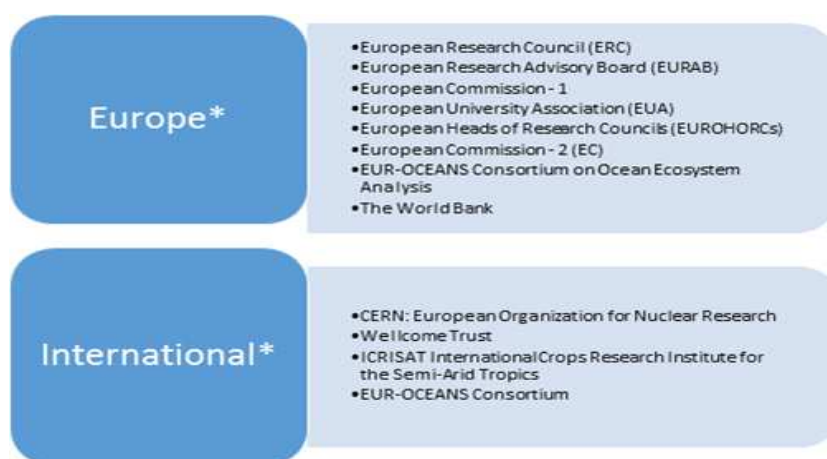 Europe*
•European Research Council (ERC)
•European Research Advisory Board (EURAB)
•European Commission - 1
•European University Association (EUA)
•European Heads of Research Councils (EUROHORCs)
•European Commission - 2 (EC)
•EUR-OCEANS Consortium on Ocean Ecosystem
Analysis
•The World Bank
International*
•CERN: European Organization for Nuclear Research
•Wellcome Trust
•ICRISAT International Crops Research Institute for
the Semi-Arid Tropics
•EUR-OCEANS Consortium